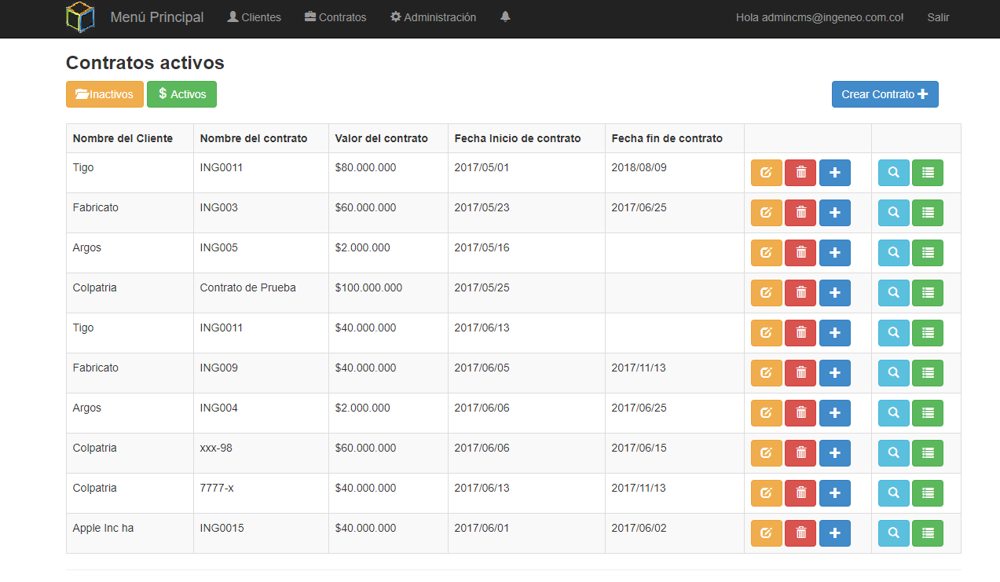 Menú Principal Clientes Contratos Administración Hola admincms@ingeneo.com.co! Salir
Contratos activos
Inactivos $ Activos Crear Contrato
Nombre del Cliente Nombre del contrato Valor del contrato Fecha Inicio de contrato Fecha fin de contrato
Tigo ING0011 $80.000.000 2017/05/01 2018/08/09
Fabricato ING003 $60.000.000 2017/05/23 2017/06/25
Argos ING005 $2.000.000 2017/05/16
Colpatria Contrato de Prueba $100.000.000 2017/05/25
Tigo ING0011 $40.000.000 2017/06/13
Fabricato ING009 $40.000.000 2017/06/05 2017/11/13
Argos ING004 $2.000.000 2017/06/06 2017/06/25
Colpatria xxx-98 $60.000.000 2017/06/06 2017/06/15
Colpatria 7777-x $40.000.000 2017/06/13 2017/11/13
Apple Inc ha ING0015 $40.000.000 2017/06/01 2017/06/02